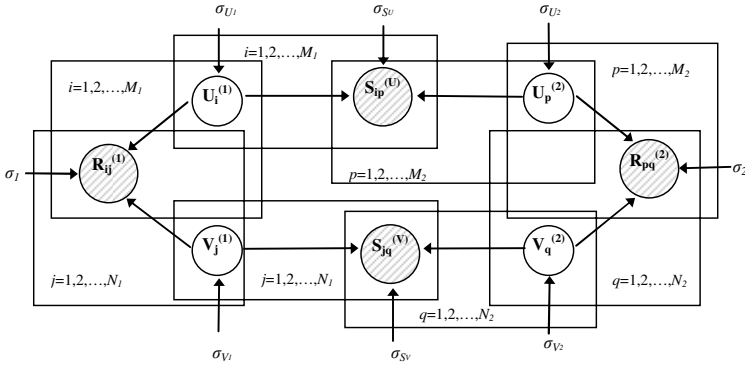 σU1 σSU σU2
i=1,2,…,M1
p=1,2,…,M2
i=1,2,…,M1
Ui(1) Sip(U) Up(2)
σ1 Rij(1) Rpq(2) σ2
p=1,2,…,M2
Vj(1) Sjq(V) Vq(2)
j=1,2,…,N1 j=1,2,…,N1 q=1,2,…,N2
q=1,2,…,N2
σV1 σSV σV2